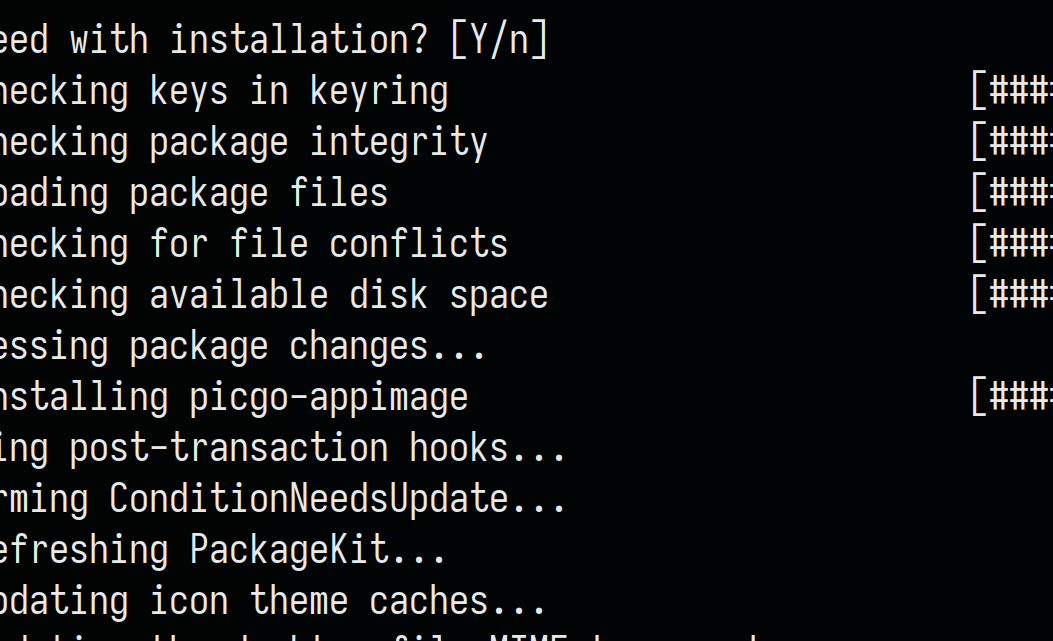 eed with installation? [Y/n]
hecking keys in keyring [###
hecking package integrity [###
oading package files [###
hecking for file conflicts [###
hecking available disk space [###
essing package changes...
nstalling picgo-appimage [###
ing post-transaction hooks...
rming ConditionNeedsUpdate...
efreshing PackageKit...
pdating icon theme caches...